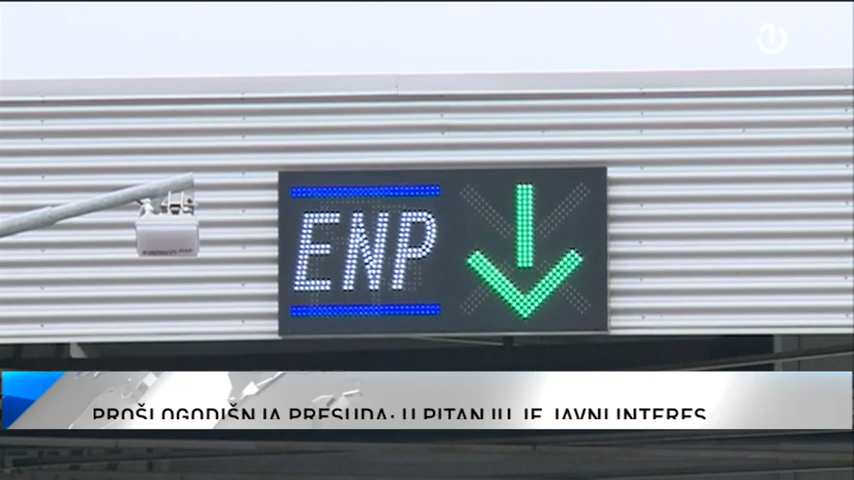 ENP
PROŠLOGODIŠNJA PRESUDA: U PITANJU JE JAVNI INTERES